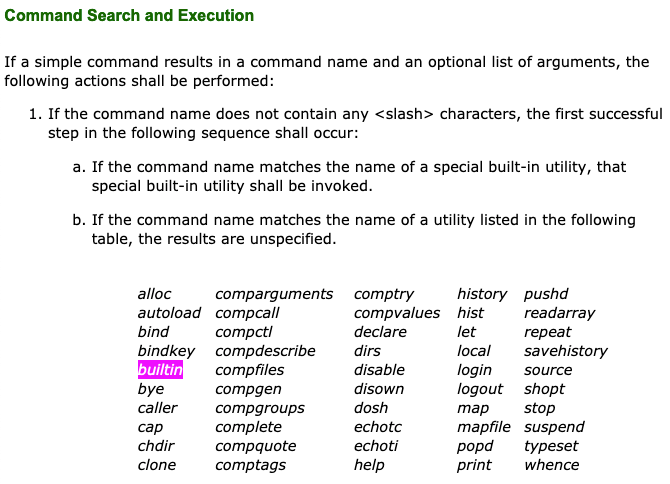 Command Search and Execution
If a simple command results in a command name and an optional list of arguments, the
following actions shall be performed:
1. If the command name does not contain any <slash> characters, the first successful
step in the following sequence shall occur:
a. If the command name matches the name of a special built-in utility, that
special built-in utility shall be invoked.
b. If the command name matches the name of a utility listed in the following
table, the results are unspecified.
alloc comparguments comptry history pushd
autoload compcall compvalues hist readarray
bind compctl declare let repeat
bindkey compdescribe dirs local savehistory
builtin compfiles disable login source
bye compgen disown logout shopt
caller compgroups dosh map stop
cap complete echotc mapfile suspend
chdir compquote echoti popd typeset
clone comptags help print whence